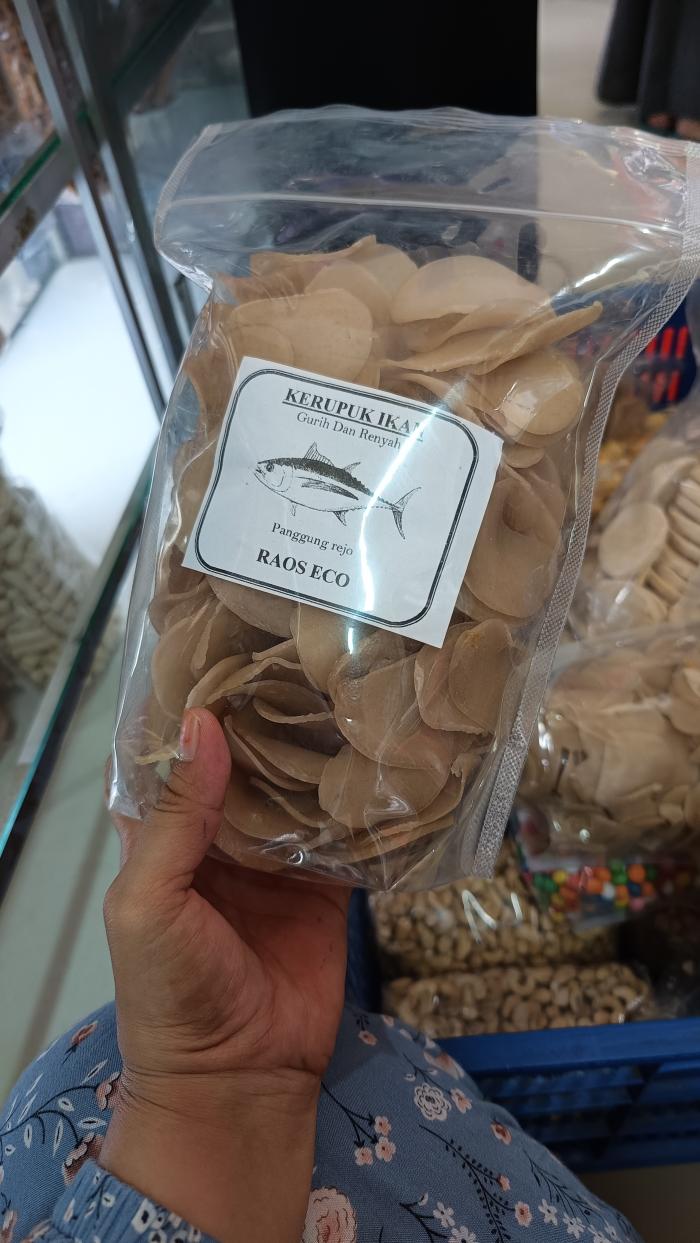 KERUPUK IKAN
Gurih Dan Renyah
Panggung rejo
RAOS ECO